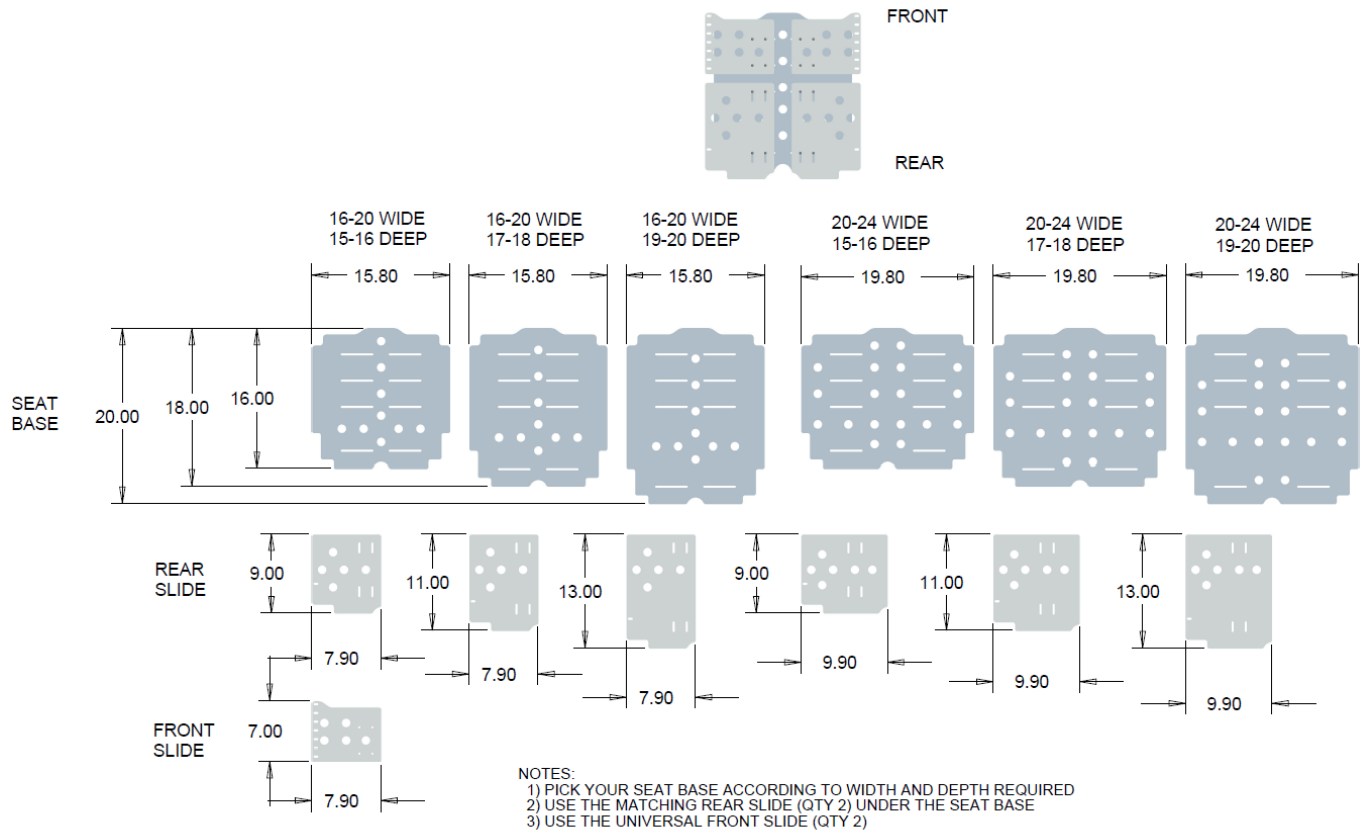 FRONT
REAR
16-20 WIDE
15-16 DEEP
16-20 WIDE
17-18 DEEP
16-20 WIDE
19-20 DEEP
20-24 WIDE
15-16 DEEP
20-24 WIDE
17-18 DEEP
20-24 WIDE
19-20 DEEP
15.80
15.80
15.80
19.80
19.80
19.80
SEAT
BASE
20.00
18.00
16.00
REAR
SLIDE
9.00
11.00
13.00
9.00
11.00
13.00
7.90
7.90
7.90
9.90
9.90
9.90
FRONT
SLIDE
7.00
7.90
NOTES:
1) PICK YOUR SEAT BASE ACCORDING TO WIDTH AND DEPTH REQUIRED
2) USE THE MATCHING REAR SLIDE (QTY 2) UNDER THE SEAT BASE
3) USE THE UNIVERSAL FRONT SLIDE (QTY 2)